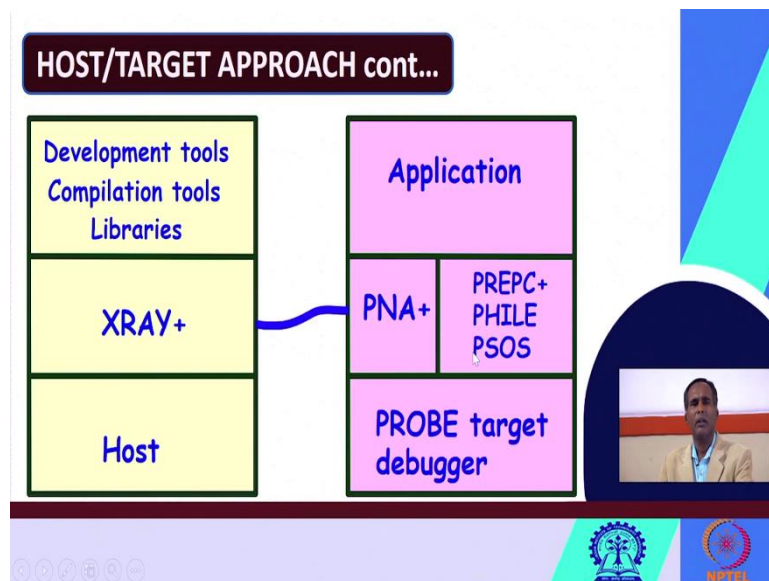 HOST/TARGET APPROACH cont...
Development tools
Compilation tools
Libraries
XRAY+
Host
Application
PNA+
PREPC+
PHILE
PSOS
PROBE target
debugger
NPTEL